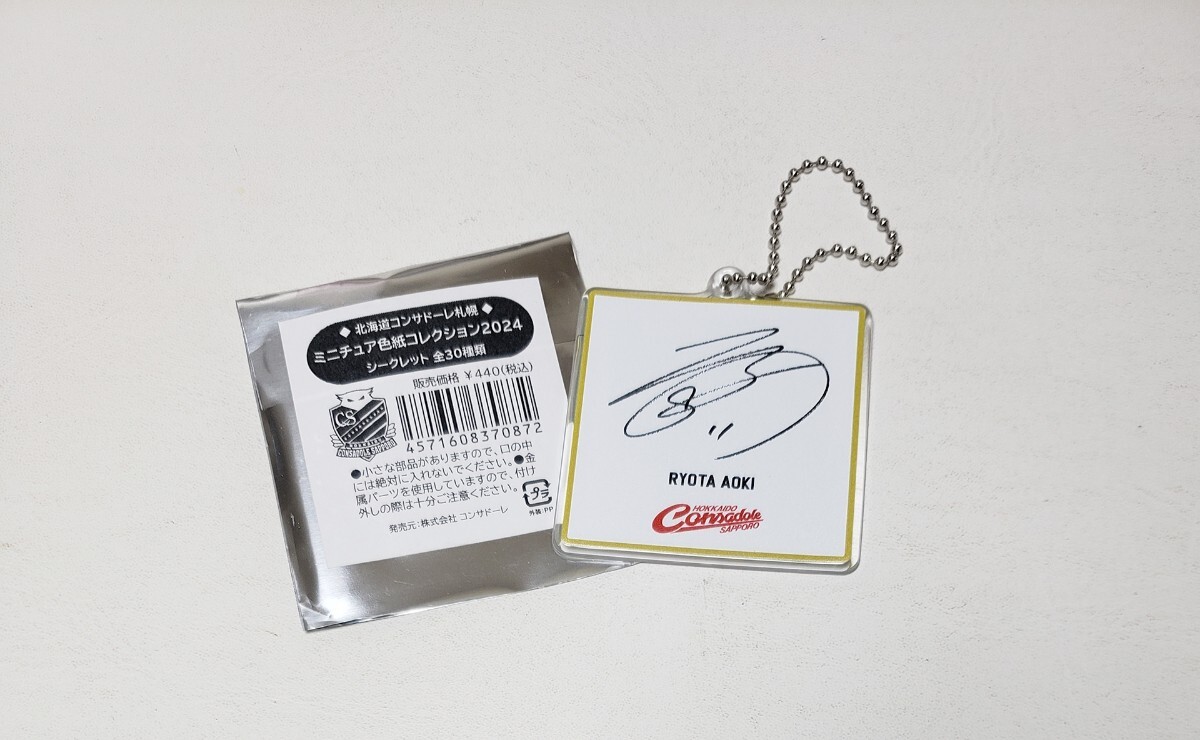 ◆ 北海道コンサドーレ札幌 ◆
ミニチュア色紙コレクション2024
シークレット 全30種類
販売価格 ¥440(税込)
CS
CONSADOLE SAPPORO
4571608370872
●小さな部品がありますので、口の中
には絶対に入れないでください。●金
属パーツを使用していますので、付け
外しの際は十分ご注意ください。
プラ
外装:PP
発売元:株式会社 コンサドーレ
11
RYOTA AOKI
HOKKAIDO
Consadole
SAPPORO